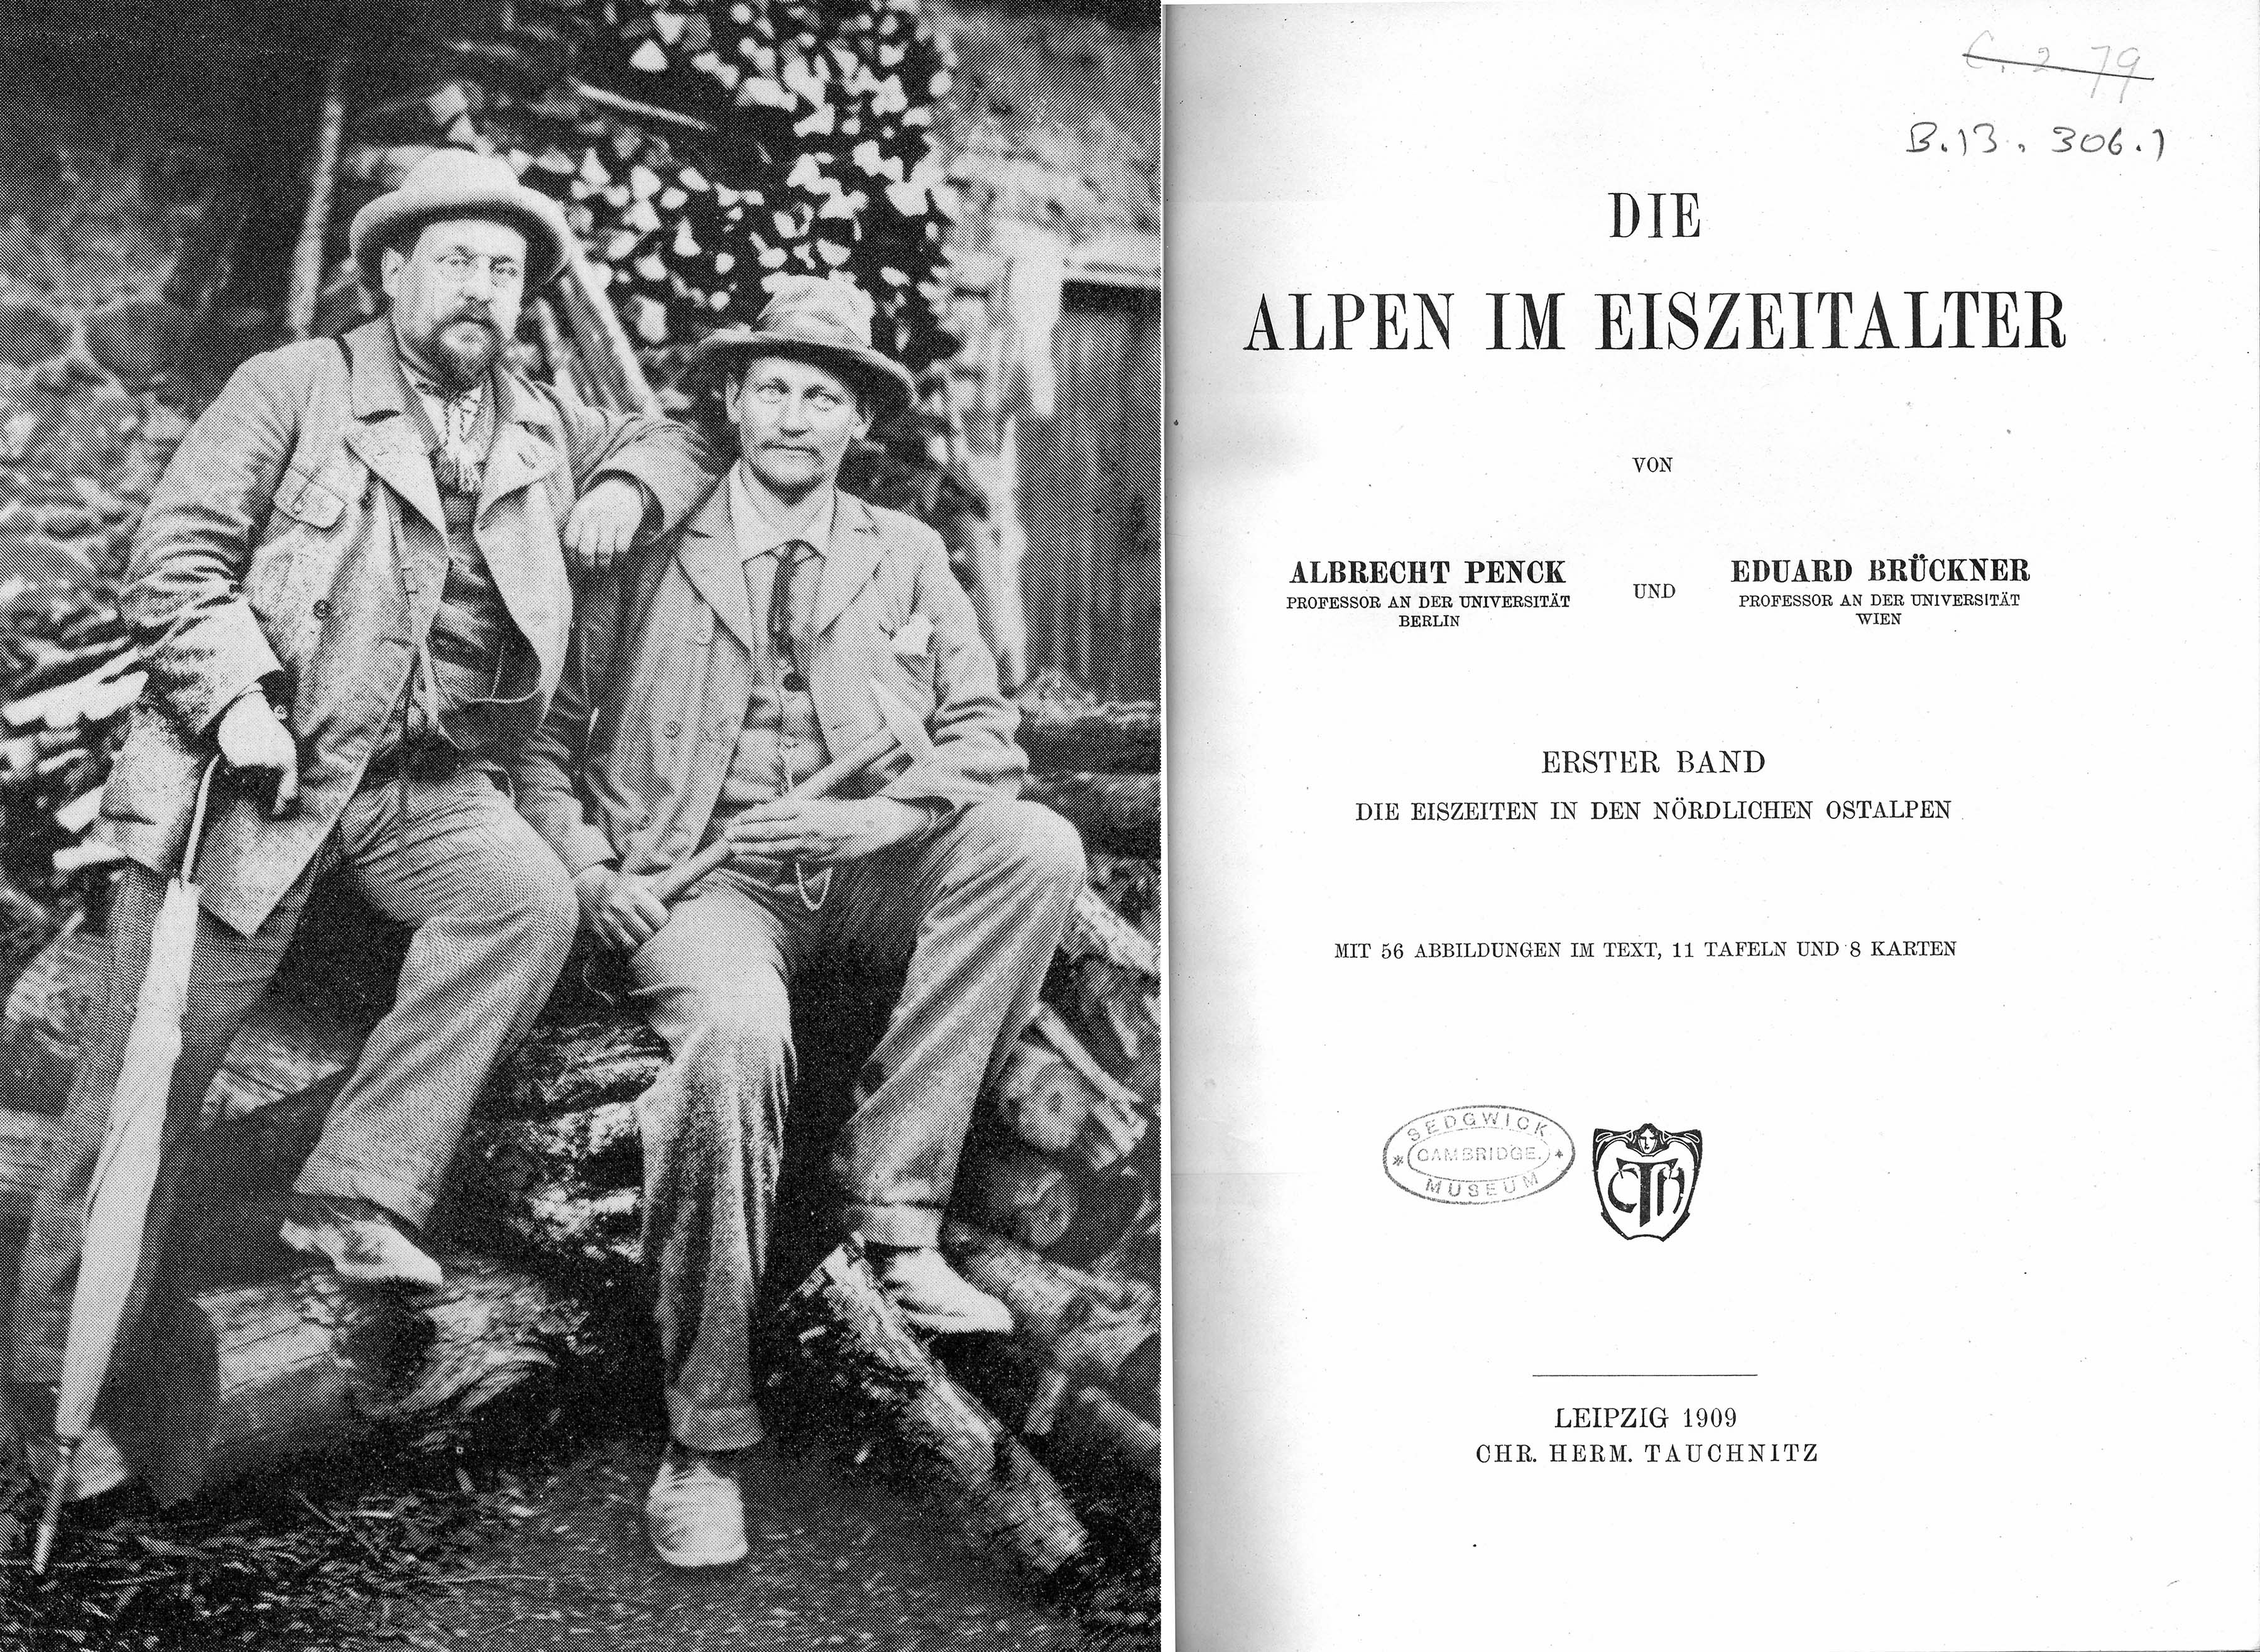 C. 2 79
B.13. 306.1
DIE
ALPEN IM EISZEITALTER
VON
ALBRECHT PENCK
PROFESSOR AN DER UNIVERSITÄT
BERLIN
UND
EDUARD BRÜCKNER
PROFESSOR AN DER UNIVERSITÄT
WIEN
ERSTER BAND
DIE EISZEITEN IN DEN NÖRDLICHEN OSTALPEN
MIT 56 ABBILDUNGEN IM TEXT, 11 TAFELN UND 8 KARTEN
SEDGWICK
CAMBRIDGE.
MUSEUM
CTH
LEIPZIG 1909
CHR. HERM. TAUCHNITZ